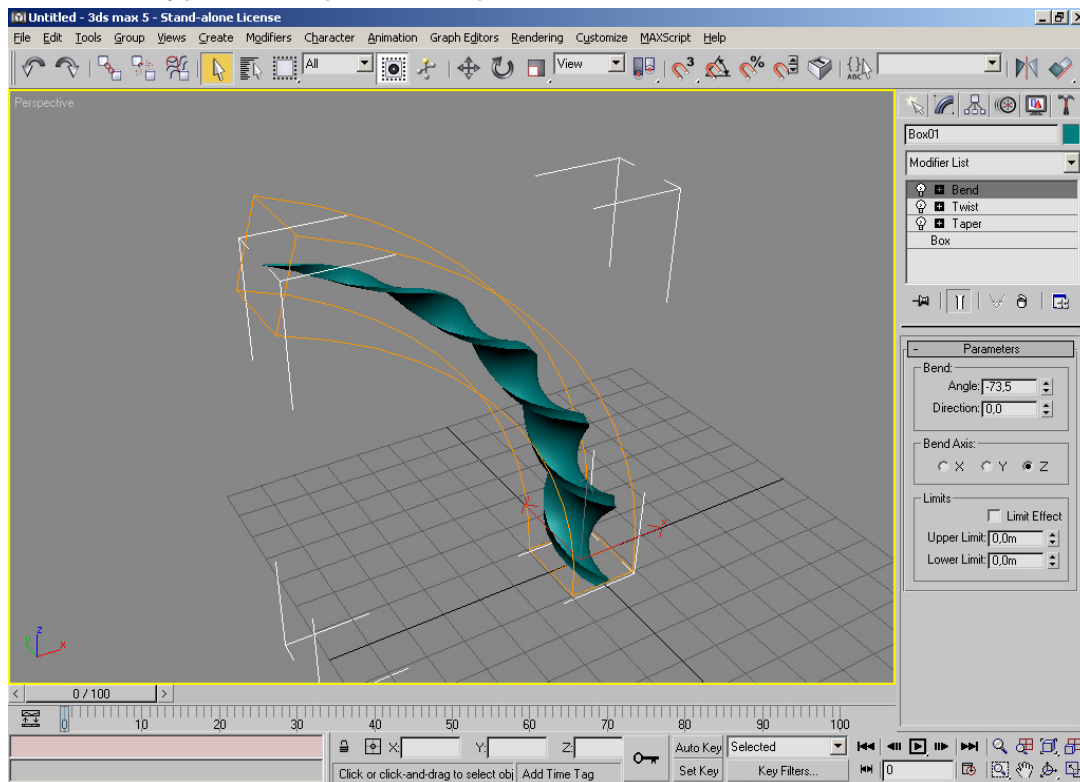 Untitled - 3ds max 5 - Stand-alone License
File Edit Tools Group Views Create Modifiers Character Animation Graph Editors Rendering Customize MAXScript Help
All View ABC
Perspective
Box01
Modifier List
Bend
Twist
Taper
Box
Parameters
Bend:
Angle: -73,5
Direction: 0,0
Bend Axis:
X Y Z
Limits
Limit Effect
Upper Limit: 0,0m
Lower Limit: 0,0m
z
x
0 / 100
0 10 20 30 40 50 60 70 80 90 100
X: Y: Z: Auto Key Selected
Click or click-and-drag to select obj Add Time Tag Set Key Key Filters... 0